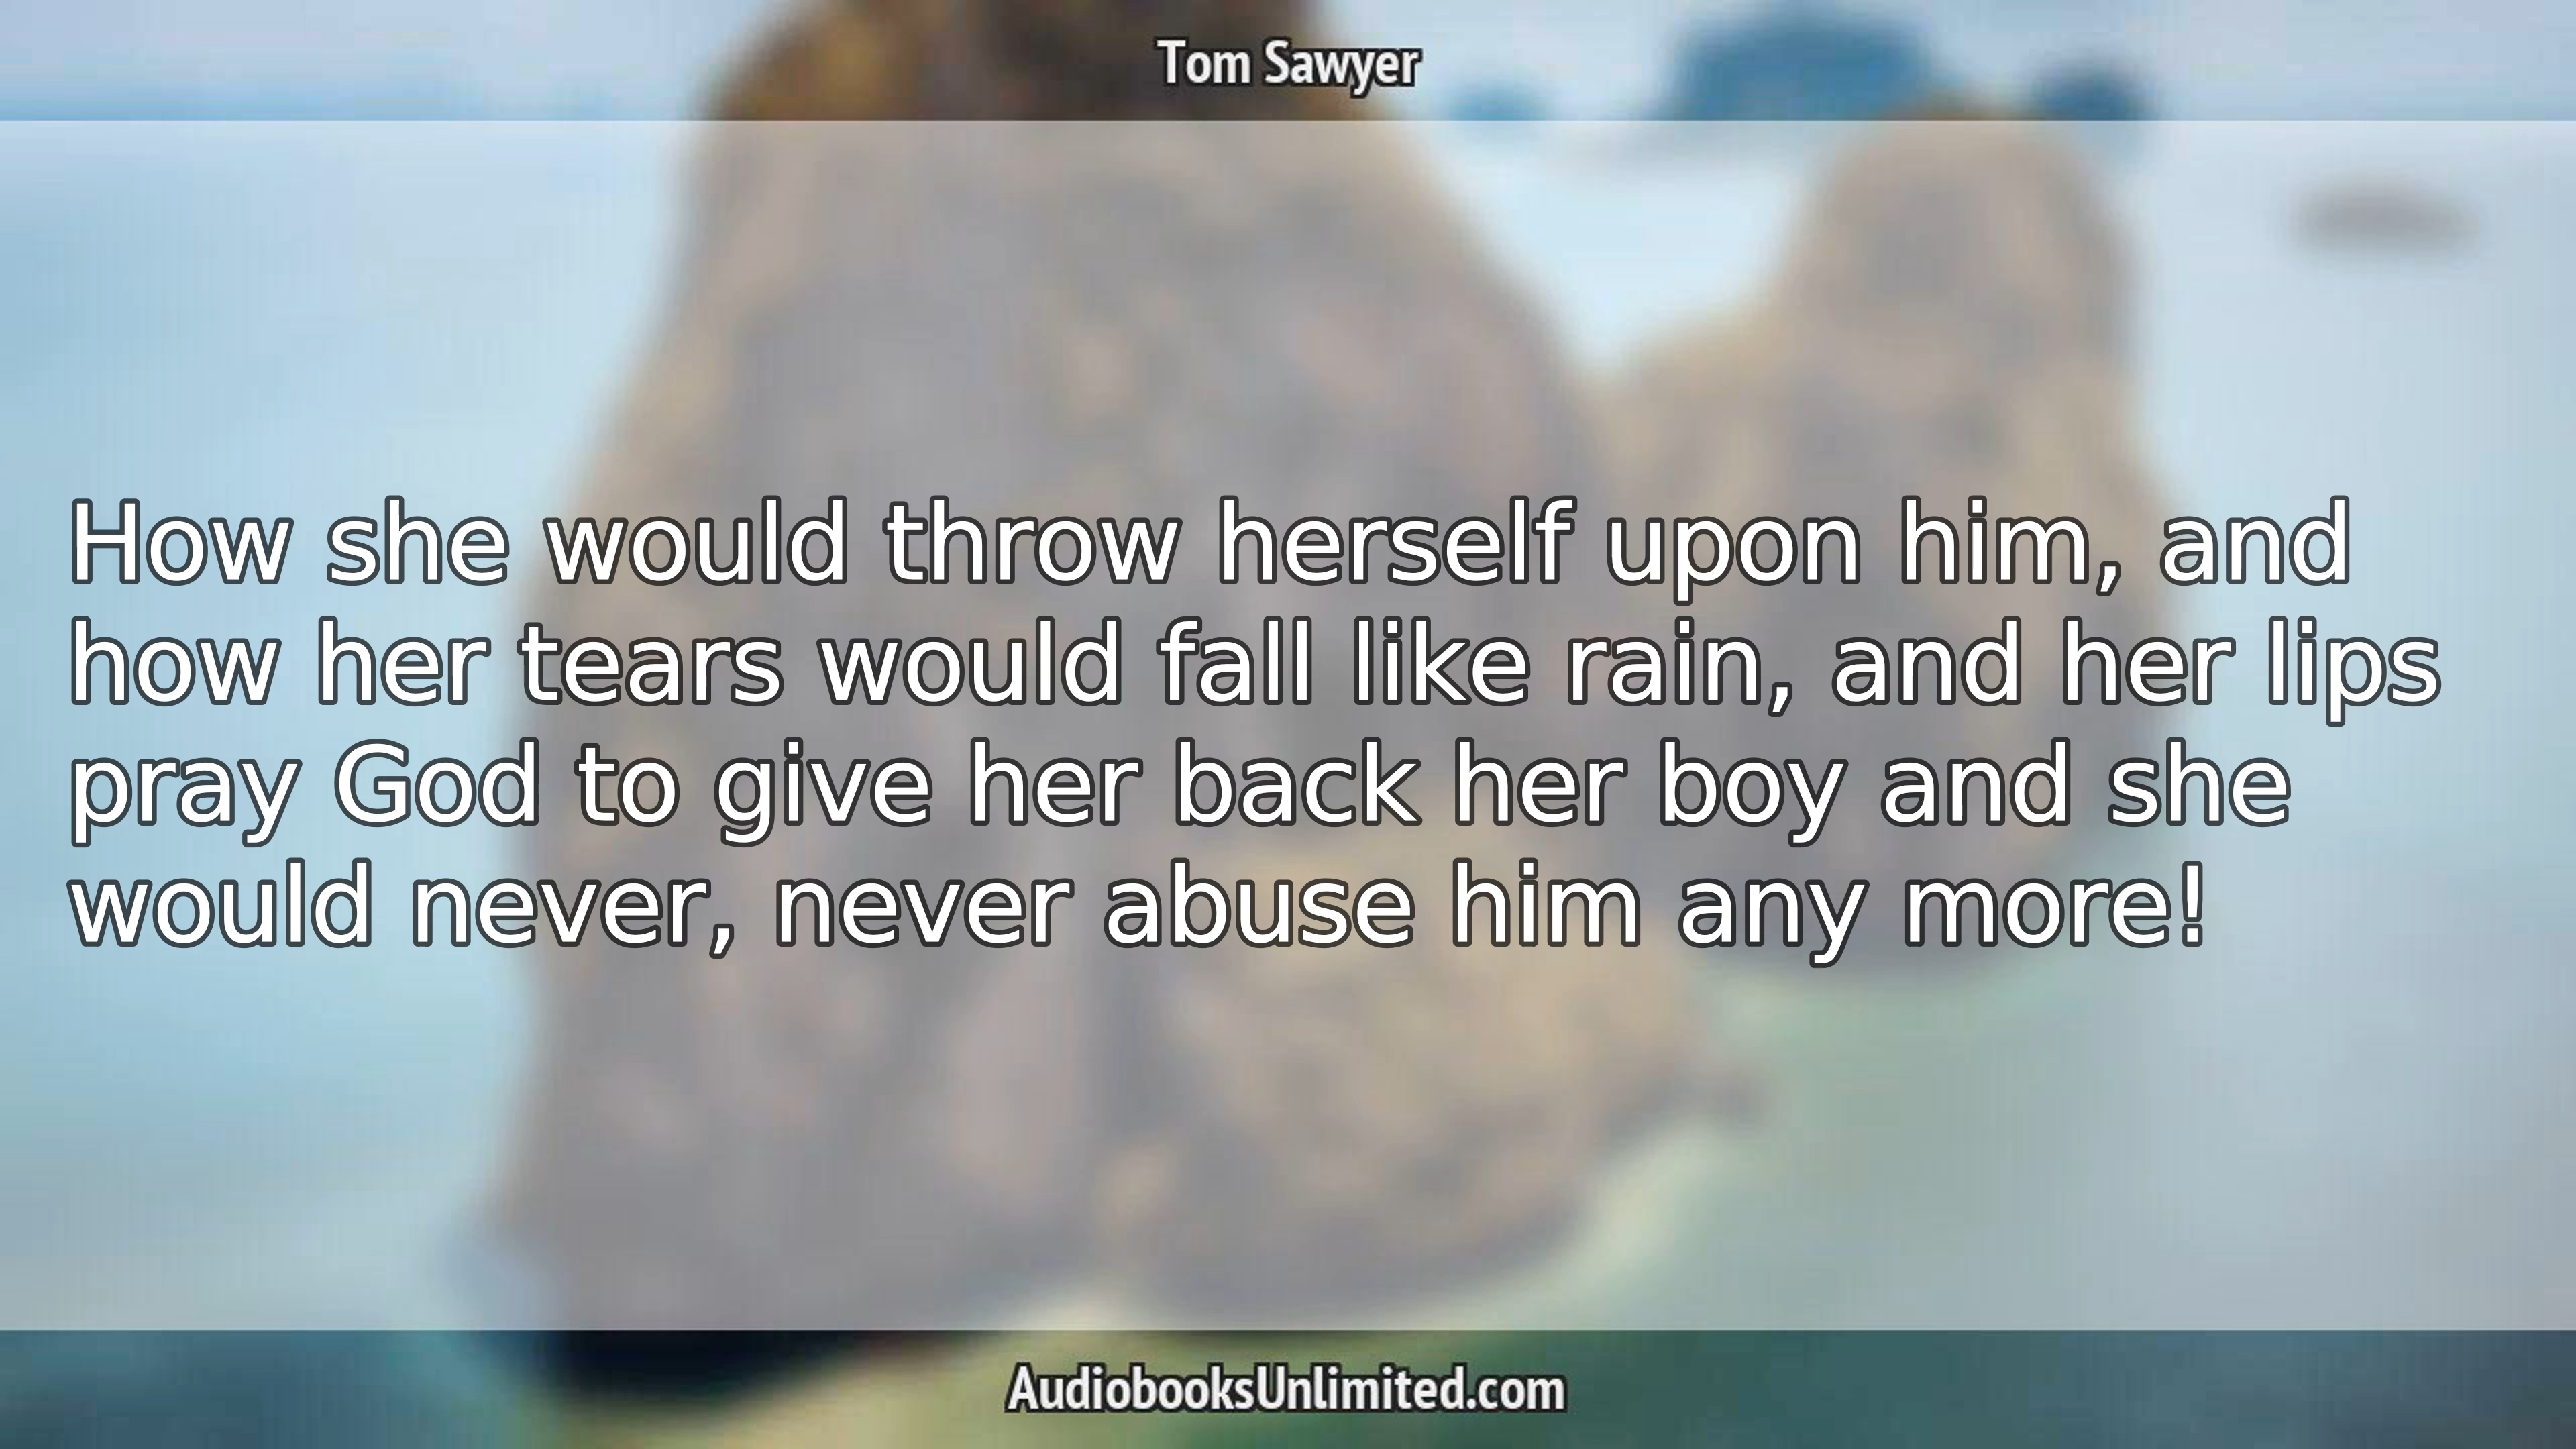 Tom Sawyer
How she would throw herself upon him, and
how her tears would fall like rain, and her lips
pray God to give her back her boy and she
would never, never abuse him any more!
AudiobooksUnlimited.com